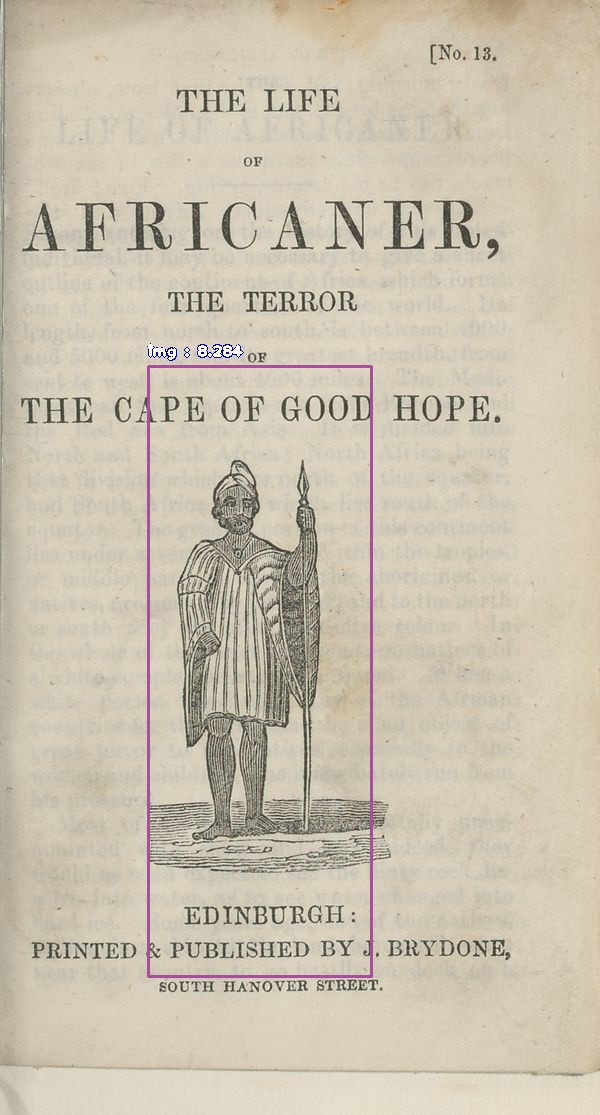 [No. 13.
THE LIFE
OF
AFRICANER,
THE TERROR
img : 8.284
OF
THE CAPE OF GOOD HOPE.
EDINBURGH:
PRINTED & PUBLISHED BY J. BRYDONE,
SOUTH HANOVER STREET.